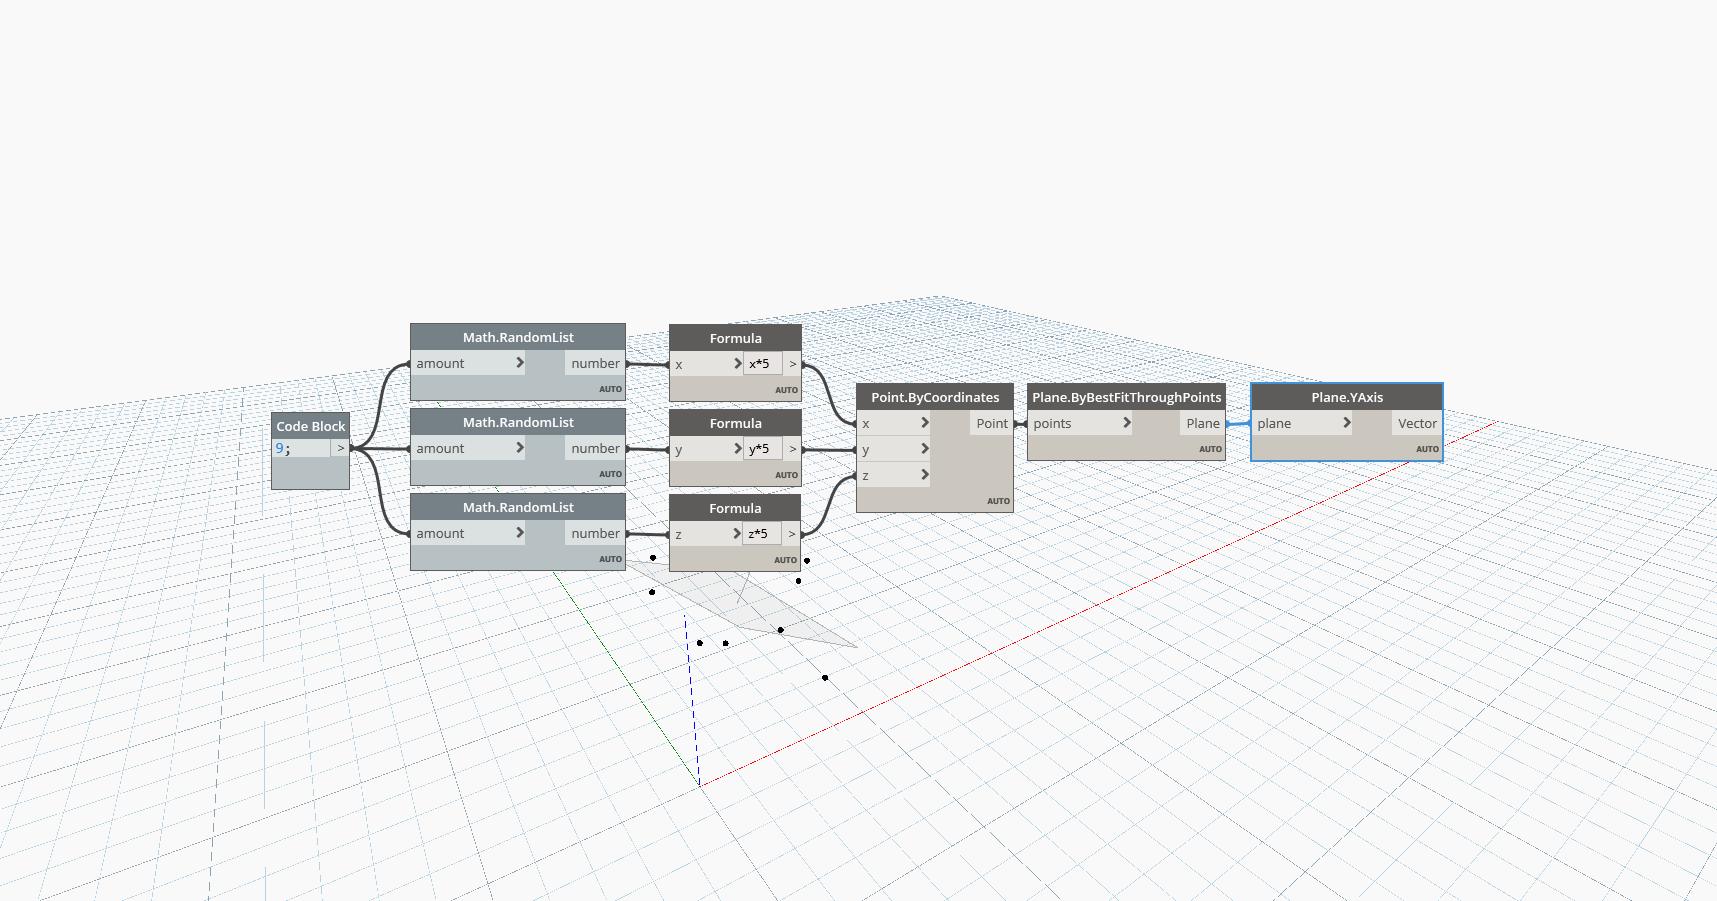 Code Block
9;
>
Math.RandomList
amount > number
AUTO
Math.RandomList
amount > number
AUTO
Math.RandomList
amount > number
AUTO
Formula
x > x*5 >
AUTO
Formula
y > y*5 >
AUTO
Formula
z > z*5 >
AUTO
Point.ByCoordinates
x > Point
y >
z >
AUTO
Plane.ByBestFitThroughPoints
points > Plane
AUTO
Plane.YAxis
plane > Vector
AUTO